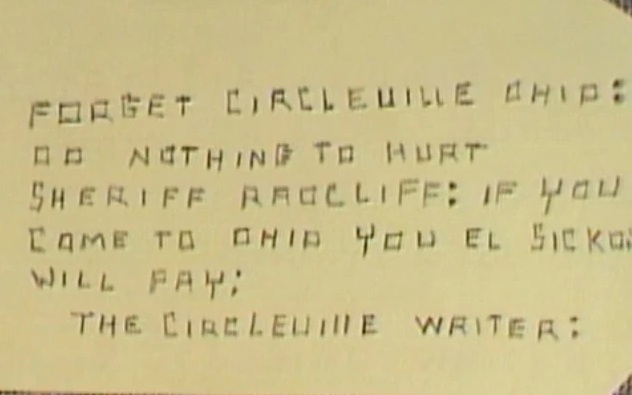 FORGET CIRCLEVILLE OHIO:
DO NOTHING TO HURT
SHERIFF RADCLIFF: IF YOU
COME TO OHIO YOU EL SICKOS
WILL PAY:
THE CIRCLEVILLE WRITER: